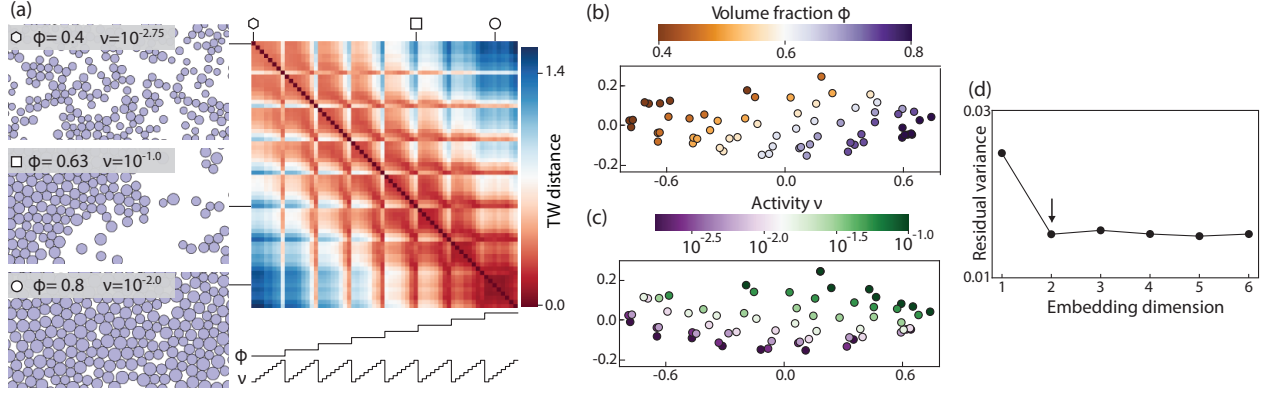 (a)
ϕ= 0.4 ν=10^-2.75
ϕ= 0.63 ν=10^-1.0
ϕ= 0.8 ν=10^-2.0
1.4
TW distance
0.0
ϕ
ν
(b)
Volume fraction ϕ
0.4 0.6 0.8
0.2
0.0
-0.2
-0.6 0.0 0.6
(c)
Activity ν
10^-2.5 10^-2.0 10^-1.5 10^-1.0
0.2
0.0
-0.2
-0.6 0.0 0.6
(d)
0.03
Residual variance
0.01
1 2 3 4 5 6
Embedding dimension